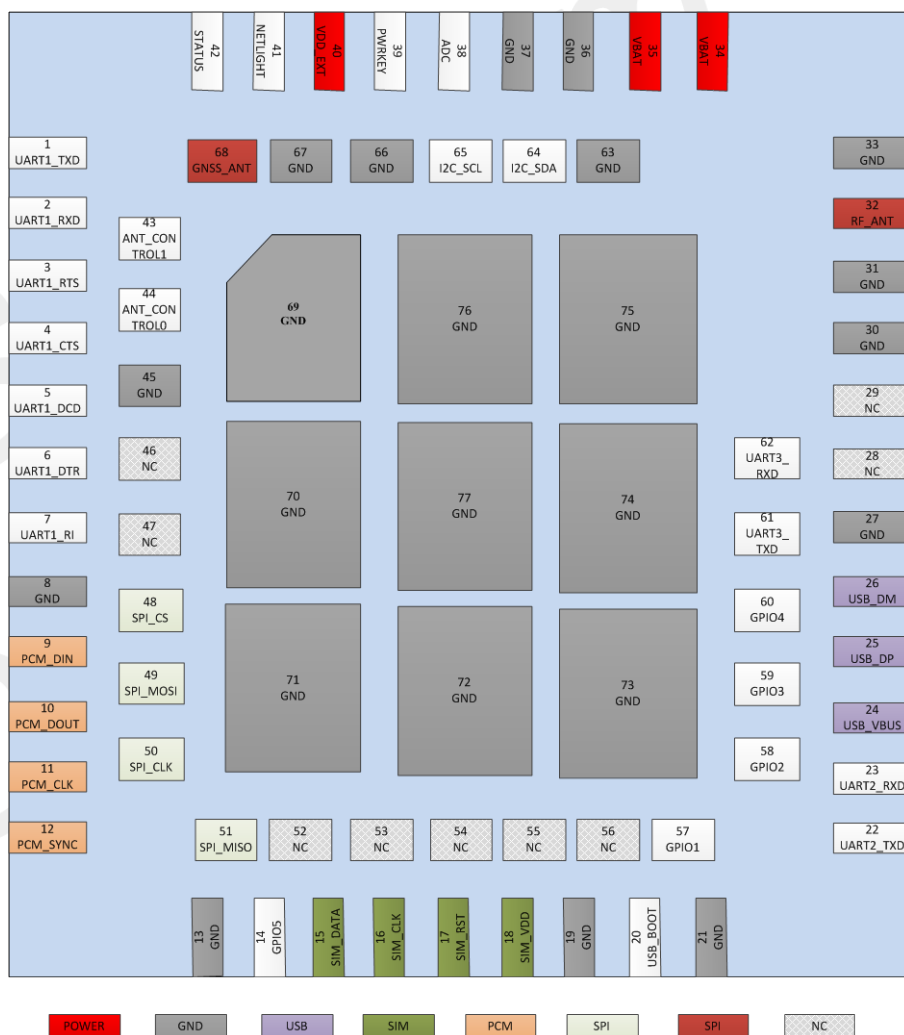 42
STATUS
41
NETLIGHT
40
VDD_EXT
39
PWRKEY
38
ADC
37
GND
36
GND
35
VBAT
34
VBAT
1
UART1_TXD
2
UART1_RXD
3
UART1_RTS
4
UART1_CTS
5
UART1_DCD
6
UART1_DTR
7
UART1_RI
8
GND
9
PCM_DIN
10
PCM_DOUT
11
PCM_CLK
12
PCM_SYNC
68
GNSS_ANT
67
GND
66
GND
65
I2C_SCL
64
I2C_SDA
63
GND
43
ANT_CON
TROL1
44
ANT_CON
TROL0
45
GND
46
NC
47
NC
48
SPI_CS
49
SPI_MOSI
50
SPI_CLK
69
GND
76
GND
75
GND
70
GND
77
GND
74
GND
71
GND
72
GND
73
GND
62
UART3_
RXD
61
UART3_
TXD
60
GPIO4
59
GPIO3
58
GPIO2
33
GND
32
RF_ANT
31
GND
30
GND
29
NC
28
NC
27
GND
26
USB_DM
25
USB_DP
24
USB_VBUS
23
UART2_RXD
22
UART2_TXD
51
SPI_MISO
52
NC
53
NC
54
NC
55
NC
56
NC
57
GPIO1
13
GND
14
GPIO5
15
SIM_DATA
16
SIM_CLK
17
SIM_RST
18
SIM_VDD
19
GND
20
USB_BOOT
21
GND
POWER
GND
USB
SIM
PCM
SPI
SPI
NC